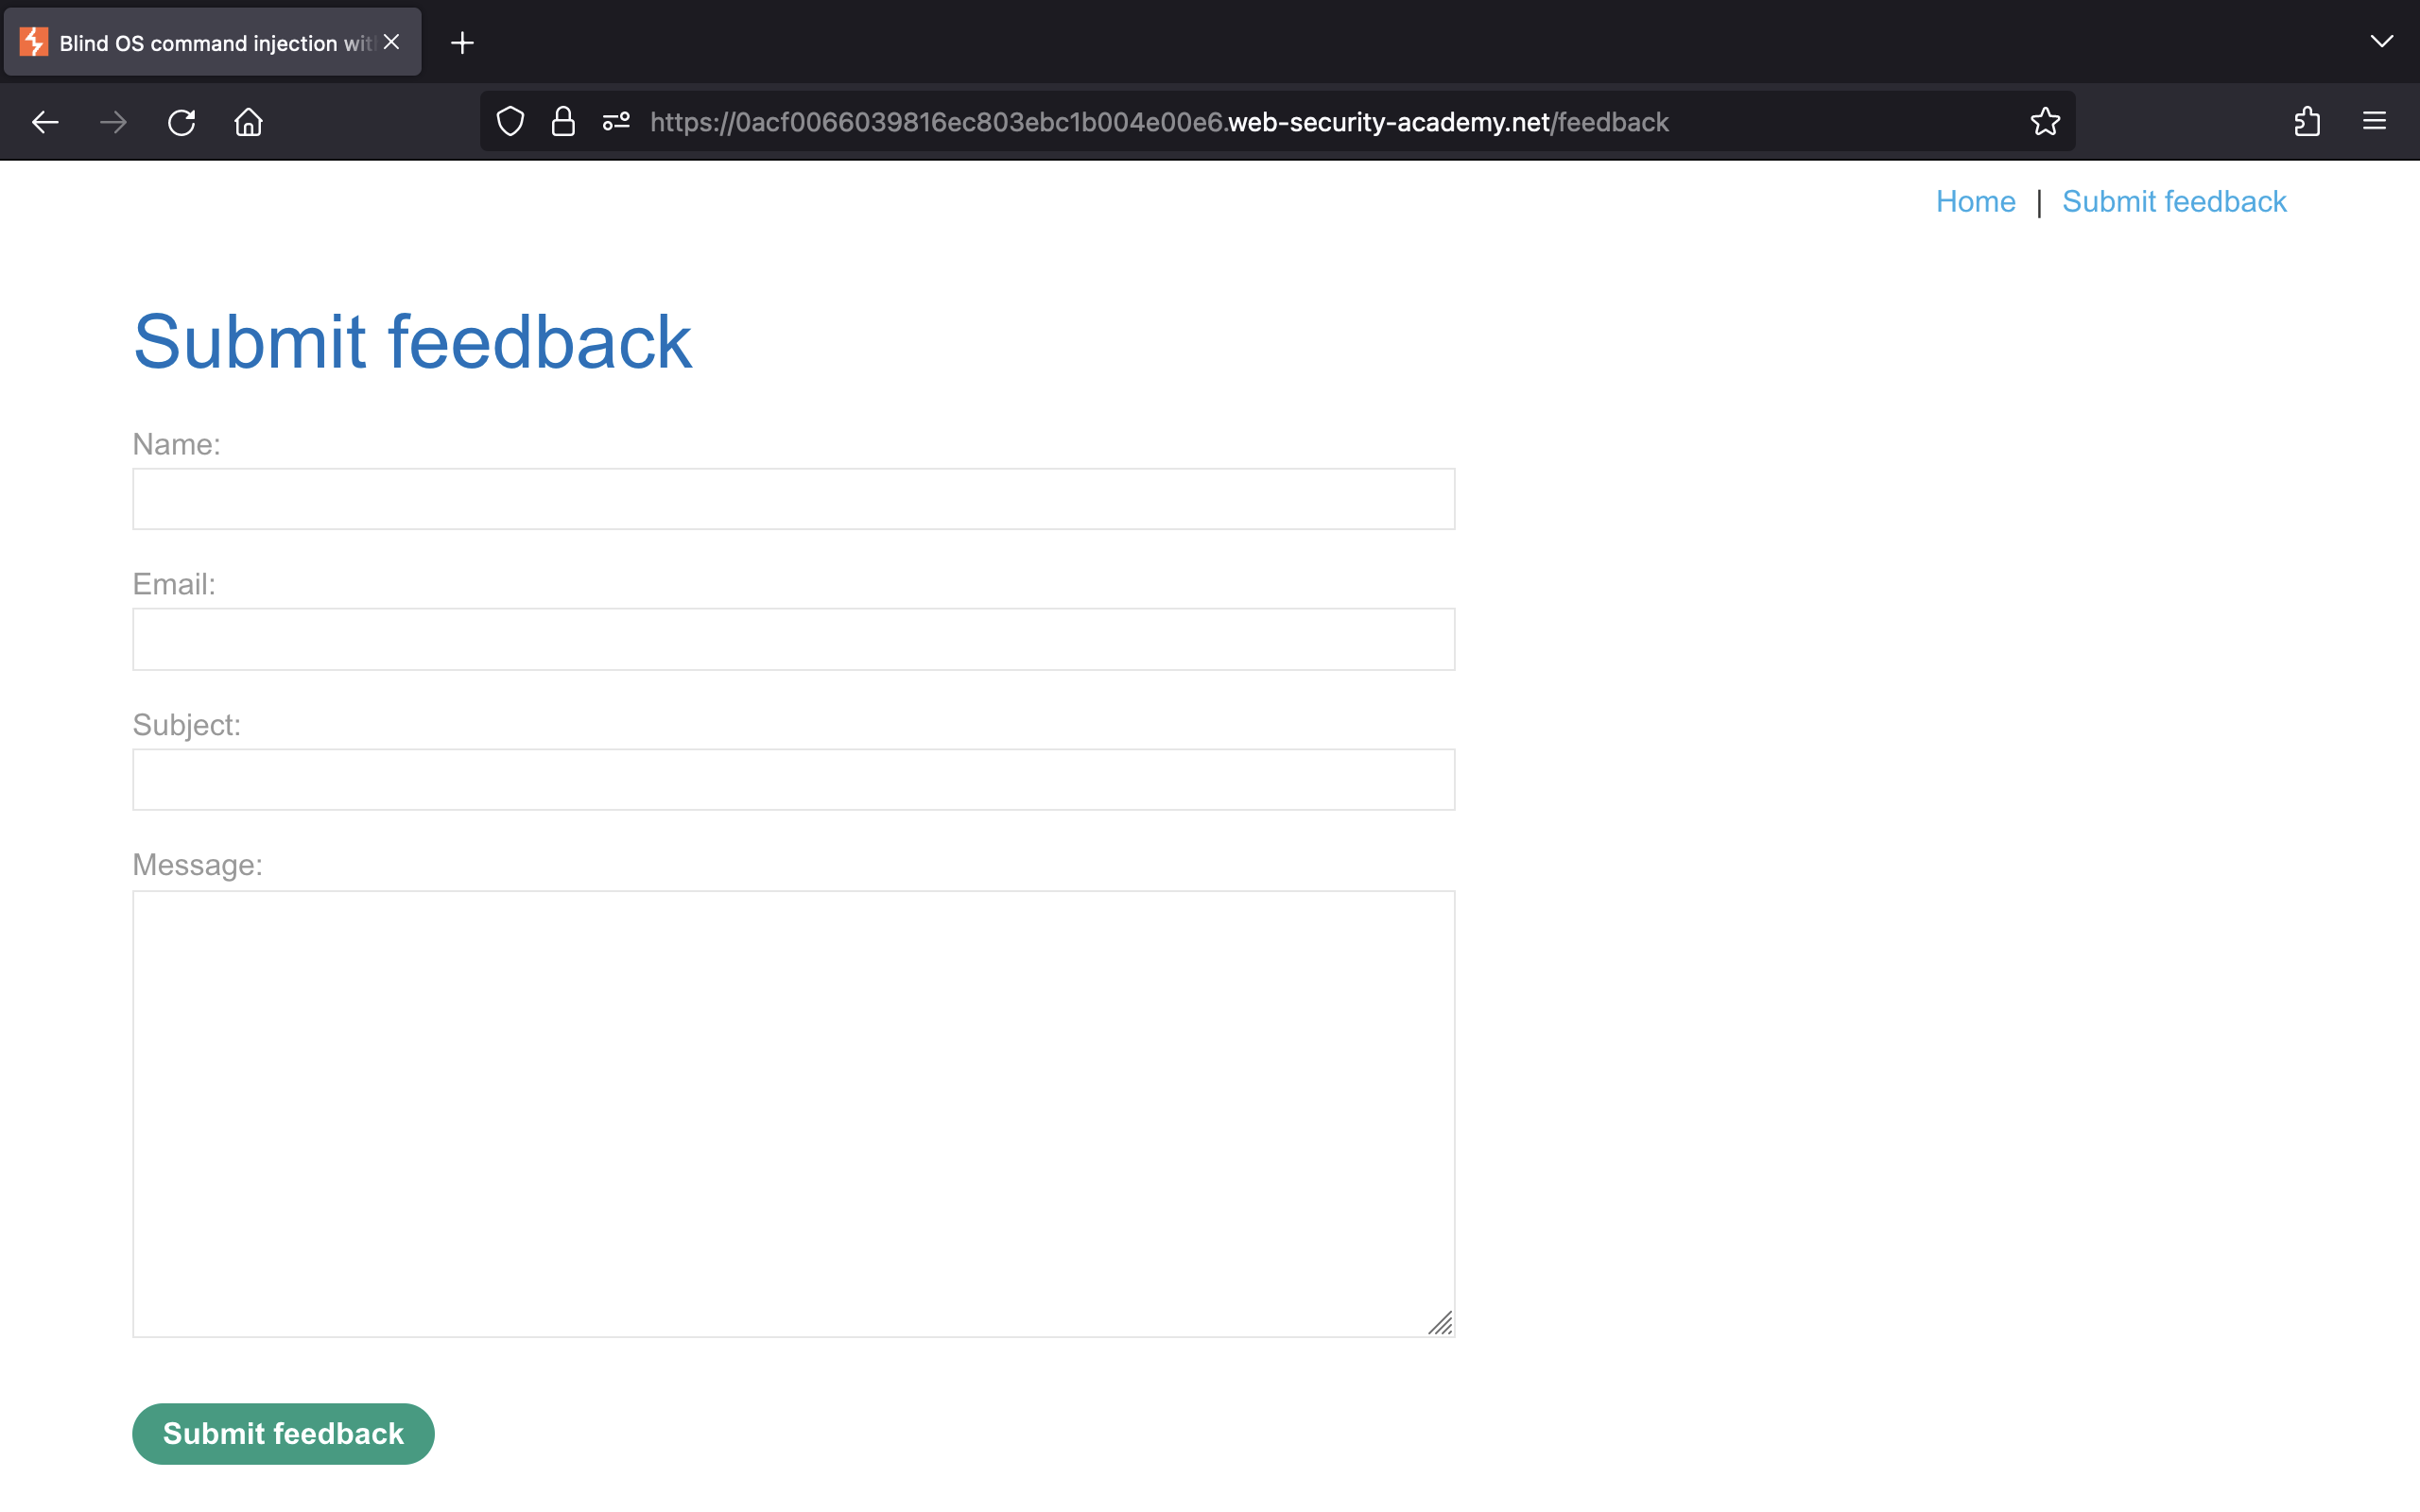 Blind OS command injection wit
https://0acf0066039816ec803ebc1b004e00e6.web-security-academy.net/feedback
Home | Submit feedback
Submit feedback
Name:
Email:
Subject:
Message:
Submit feedback